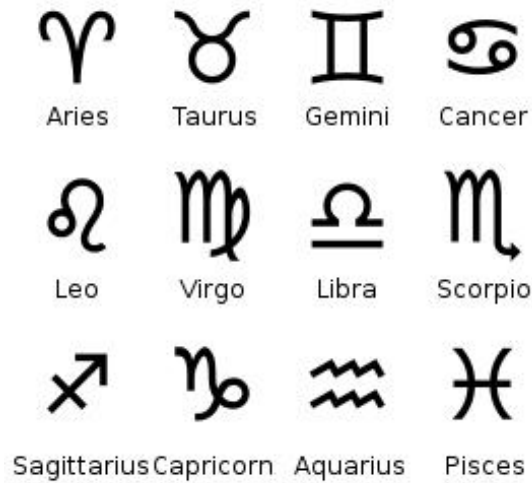 Aries Taurus Gemini Cancer
Leo Virgo Libra Scorpio
Sagittarius Capricorn Aquarius Pisces